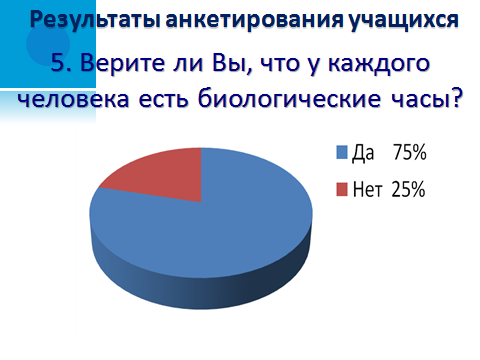 Результаты анкетирования учащихся
5. Верите ли Вы, что у каждого
человека есть биологические часы?
Да 75%
Нет 25%